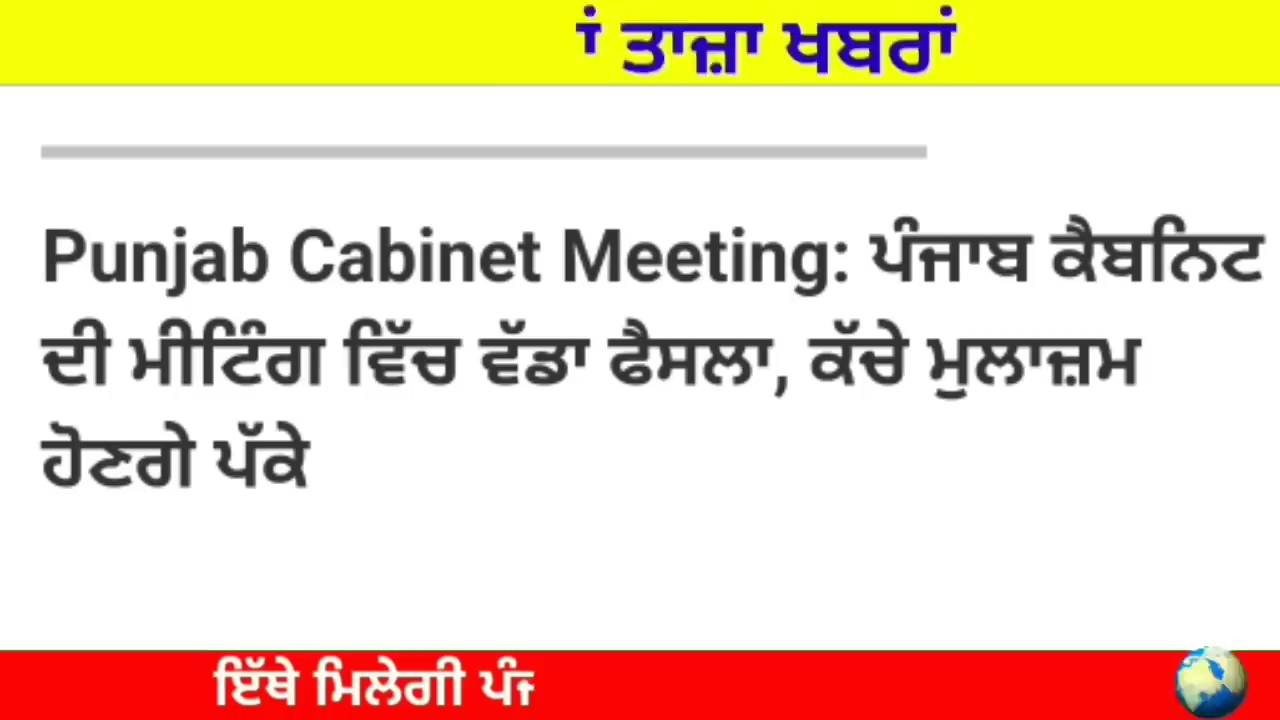 ਤਾਜ਼ਾ ਖਬਰਾਂ
Punjab Cabinet Meeting: ਪੰਜਾਬ ਕੈਬਨਿਟ
ਦੀ ਮੀਟਿੰਗ ਵਿੱਚ ਵੱਡਾ ਫੈਸਲਾ, ਕੱਚੇ ਮੁਲਾਜ਼ਮ
ਹੋਣਗੇ ਪੱਕੇ
ਇੱਥੇ ਮਿਲੇਗੀ